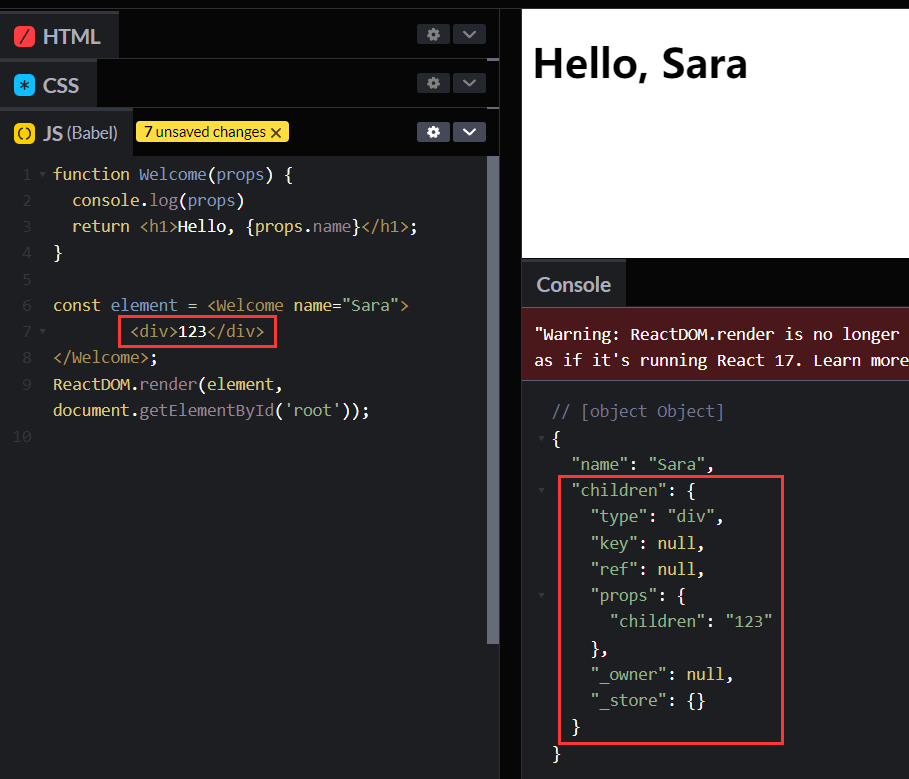 HTML
CSS
JS (Babel)
7 unsaved changes ×
1 function Welcome(props) {
2 console.log(props)
3 return <h1>Hello, {props.name}</h1>;
4 }
5
6 const element = <Welcome name="Sara">
7 <div>123</div>
8 </Welcome>;
9 ReactDOM.render(element,
document.getElementById('root'));
10
Hello, Sara
Console
"Warning: ReactDOM.render is no longer
as if it's running React 17. Learn more
// [object Object]
{
"name": "Sara",
"children": {
"type": "div",
"key": null,
"ref": null,
"props": {
"children": "123"
},
"_owner": null,
"_store": {}
}
}